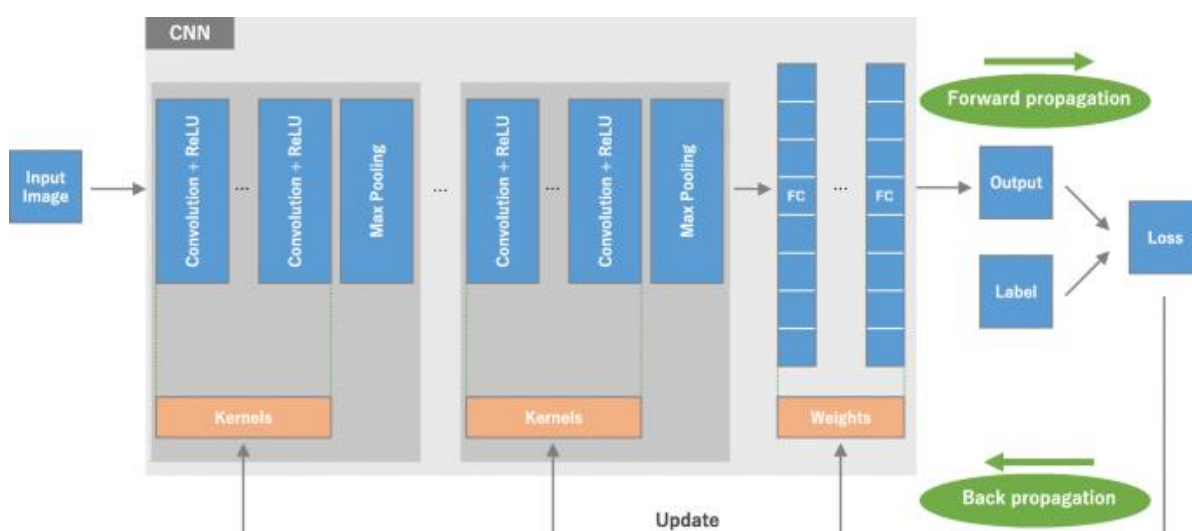 CNN
Forward propagation
Input
Image
Convolution + ReLU
...
Convolution + ReLU
Max Pooling
...
Convolution + ReLU
...
Convolution + ReLU
Max Pooling
FC
...
FC
Output
Label
Loss
Kernels
Kernels
Weights
Back propagation
Update